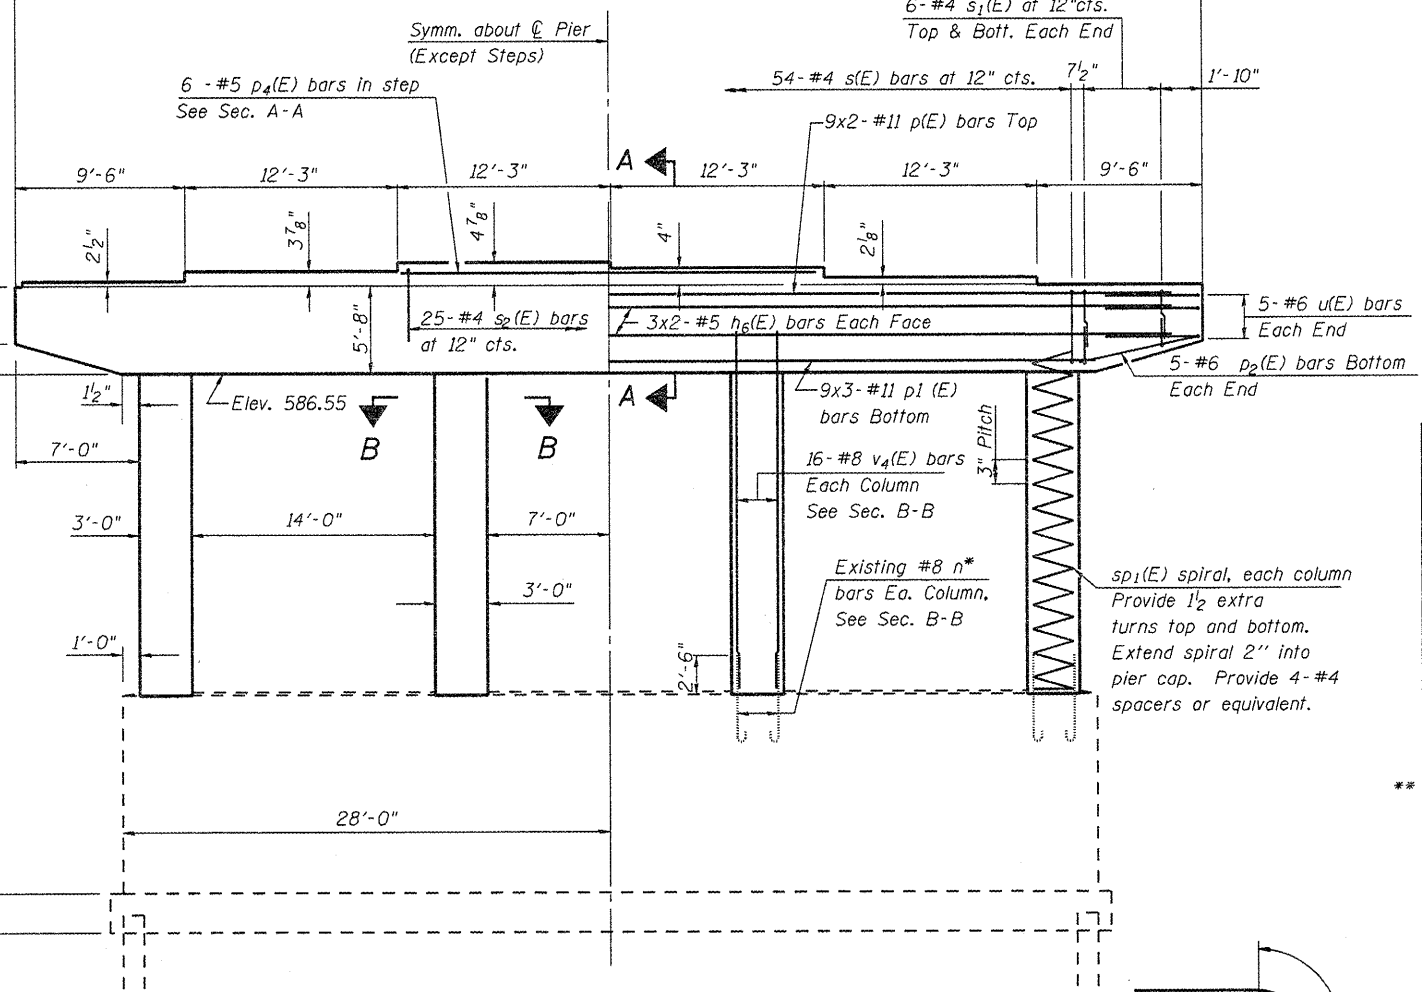 6-#4 s1(E) at 12"cts.
Top & Bott. Each End
Symm. about ℄ Pier
(Except Steps)
54-#4 s(E) bars at 12" cts.
7½"
1'-10"
6 -#5 p4(E) bars in step
See Sec. A-A
9x2-#11 p(E) bars Top
A
9'-6"
12'-3"
12'-3"
12'-3"
12'-3"
9'-6"
2½"
3⅞"
4⅞"
4"
2⅛"
5'-8"
25-#4 s2(E) bars
at 12" cts.
3x2-#5 h6(E) bars Each Face
5-#6 u(E) bars
Each End
5-#6 p2(E) bars Bottom
Each End
1½"
Elev. 586.55
A
9x3-#11 p1 (E)
bars Bottom
B
B
7'-0"
3" Pitch
16-#8 v4(E) bars
Each Column
See Sec. B-B
3'-0"
14'-0"
7'-0"
Existing #8 n*
bars Ea. Column,
See Sec. B-B
3'-0"
sp1(E) spiral, each column
Provide 1½ extra
turns top and bottom.
Extend spiral 2" into
pier cap. Provide 4-#4
spacers or equivalent.
1'-0"
2'-6"
**
28'-0"